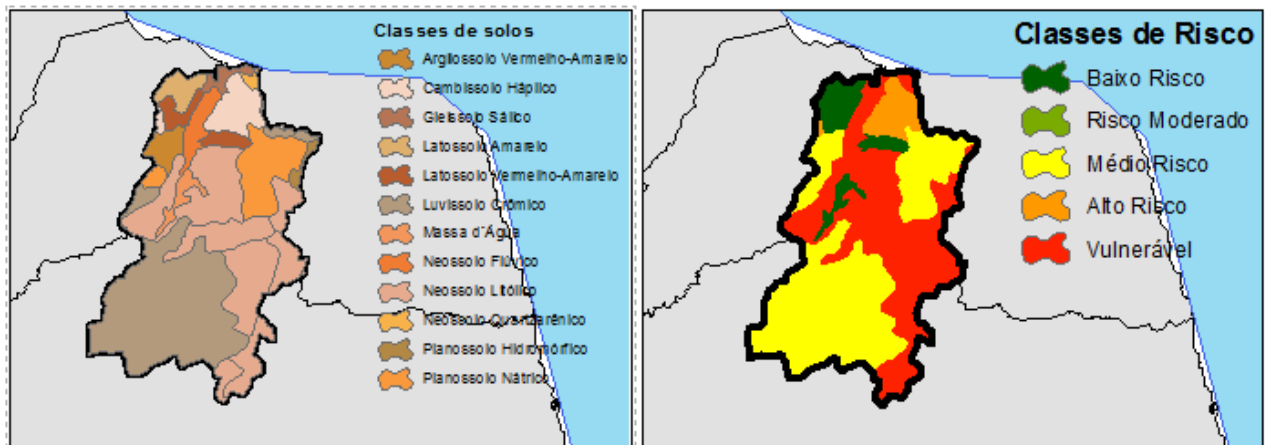 Classes de solos
Argilossolo Vermelho-Amarelo
Cambissolo Háplico
Gleissolo Sálico
Latossolo Amarelo
Latossolo Vermelho-Amarelo
Luvissolo Crômico
Massa d´Água
Neossolo Flúvico
Neossolo Litólico
Neossolo Quartzarênico
Planossolo Hidromórfico
Planossolo Nátrico
Classes de Risco
Baixo Risco
Risco Moderado
Médio Risco
Alto Risco
Vulnerável